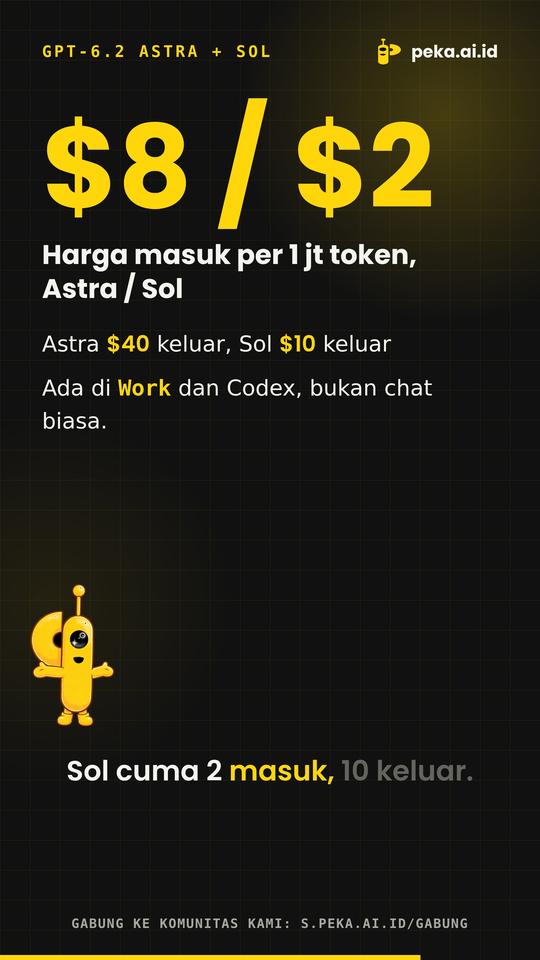 GPT-6.2 ASTRA + SOL
peka.ai.id
$8 / $2
Harga masuk per 1 jt token,
Astra / Sol
Astra $40 keluar, Sol $10 keluar
Ada di Work dan Codex, bukan chat
biasa.
Sol cuma 2 masuk, 10 keluar.
GABUNG KE KOMUNITAS KAMI: S.PEKA.AI.ID/GABUNG